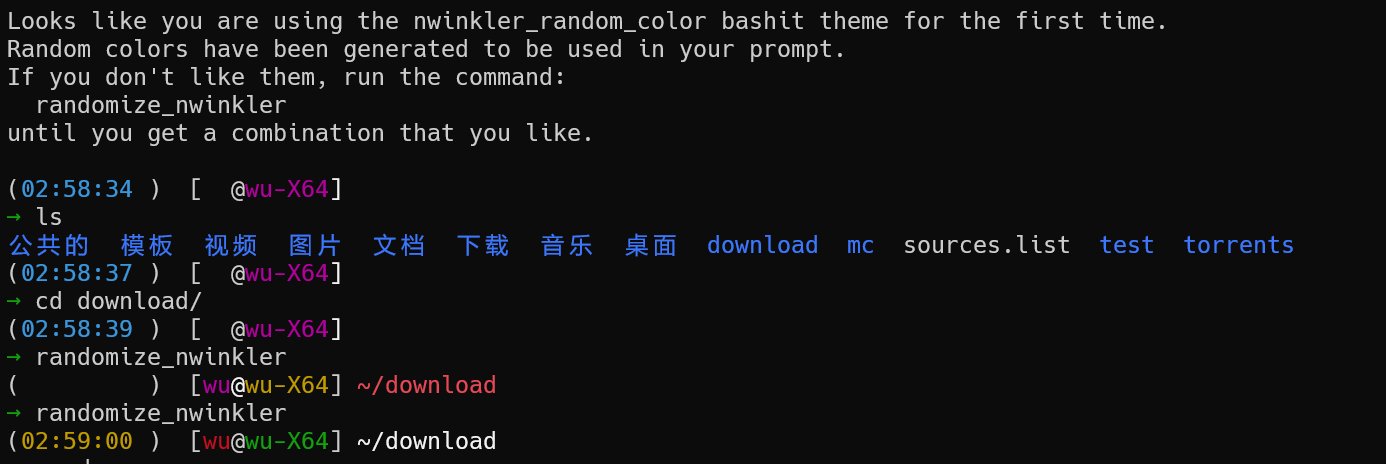 Looks like you are using the nwinkler_random_color bashit theme for the first time.
Random colors have been generated to be used in your prompt.
If you don't like them, run the command:
  randomize_nwinkler
until you get a combination that you like.

(02:58:34 )  [  @wu-X64]
→ ls
公共的  模板  视频  图片  文档  下载  音乐  桌面  download  mc  sources.list  test  torrents
(02:58:37 )  [  @wu-X64]
→ cd download/
(02:58:39 )  [  @wu-X64]
→ randomize_nwinkler
(         )  [wu@wu-X64] ~/download
→ randomize_nwinkler
(02:59:00 )  [wu@wu-X64] ~/download